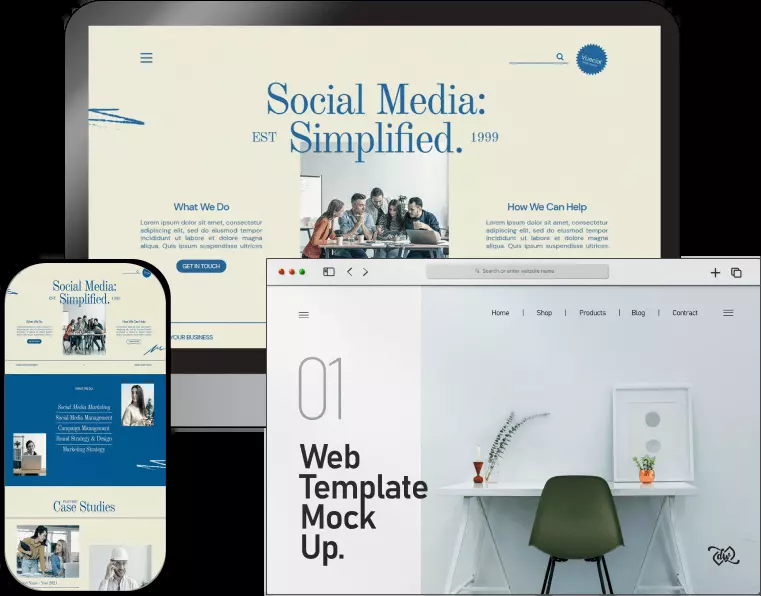 Social Media:
EST Simplified. 1999
What We Do
Lorem ipsum dolor sit amet, consectetur
adipiscing elit, sed do eiusmod tempor
incididunt ut labore et dolore magna
aliqua. Quis ipsum suspendisse ultrices
GET IN TOUCH
How We Can Help
Lorem ipsum dolor sit amet, consectetur
adipiscing elit, sed do eiusmod tempor
incididunt ut labore et dolore magna
aliqua. Quis ipsum suspendisse ultrices
YOUR BUSINESS
Social Media:
EST Simplified. 1999
What We Do
How We Can Help
What We Do
Social Media Marketing
Social Media Management
Campaign Management
Brand Strategy & Design
Marketing Strategy
Case Studies
Search or enter website name
Home | Shop | Products | Blog | Contract
01
Web
Template
Mock
Up.